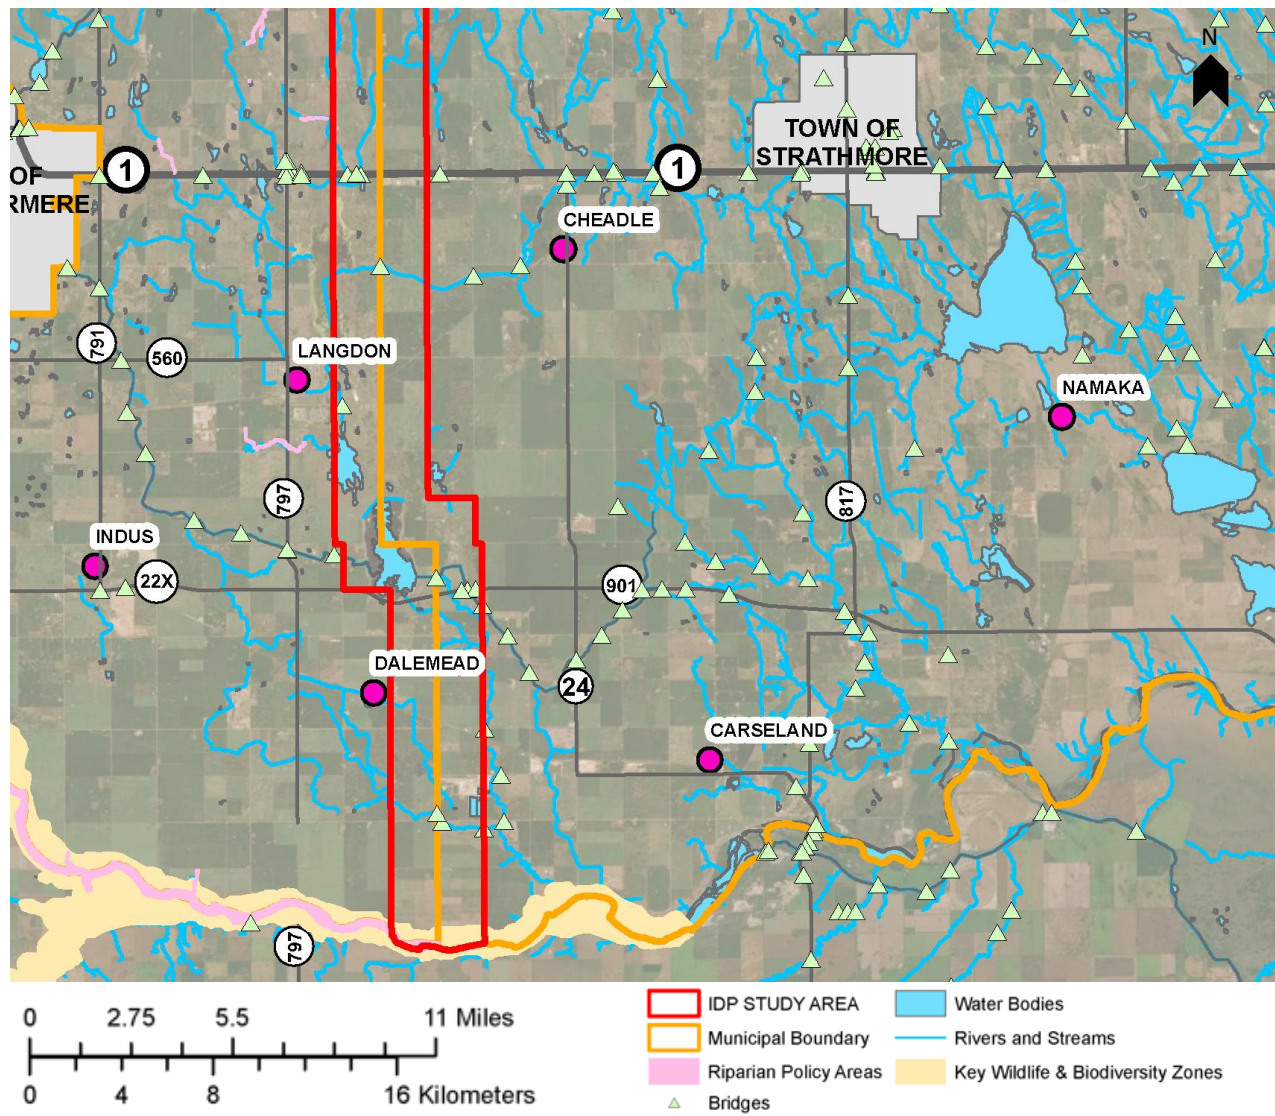 N
TOWN OF
STRATHMORE
1
1
OF
RMERE
CHEADLE
791
560
LANGDON
NAMAKA
797
817
INDUS
22X
901
DALEMEAD
24
CARSELAND
797
0 2.75 5.5 11 Miles
0 4 8 16 Kilometers
IDP STUDY AREA
Municipal Boundary
Riparian Policy Areas
Bridges
Water Bodies
Rivers and Streams
Key Wildlife & Biodiversity Zones